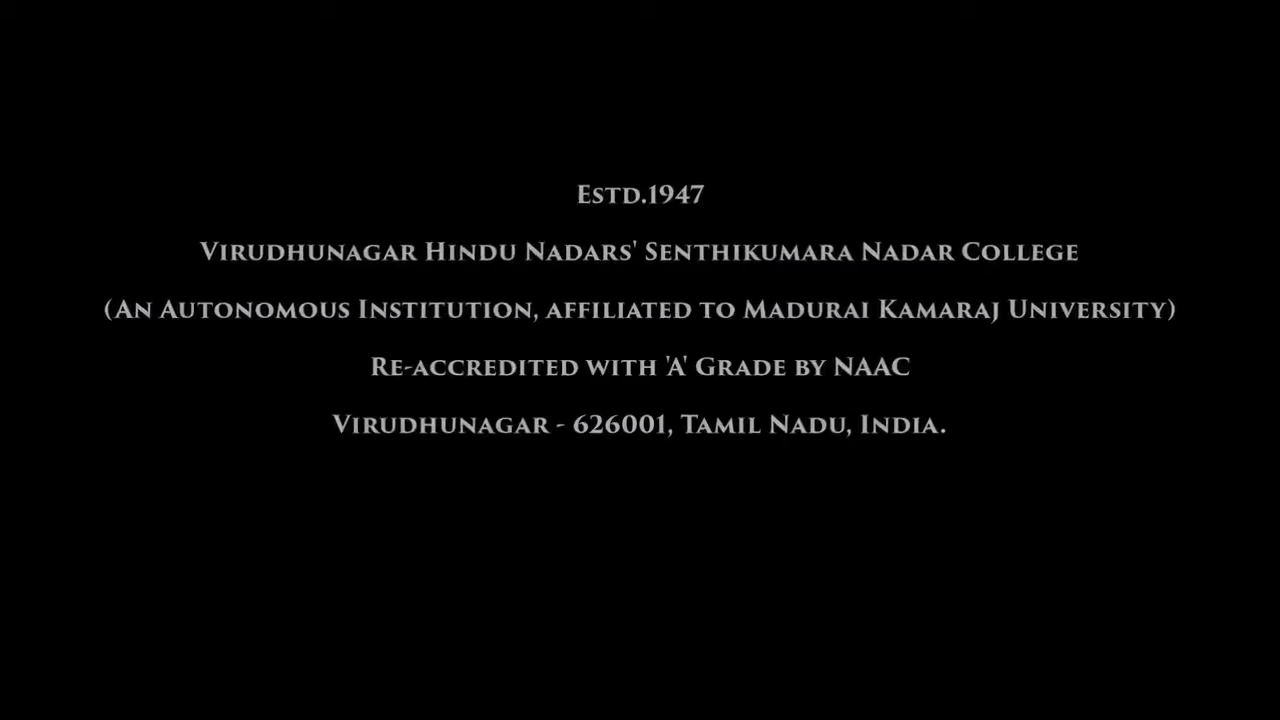 Estd.1947
Virudhunagar Hindu Nadars' Senthikumara Nadar College
(An Autonomous Institution, affiliated to Madurai Kamaraj University)
Re-accredited with 'A' Grade by NAAC
Virudhunagar - 626001, Tamil Nadu, India.